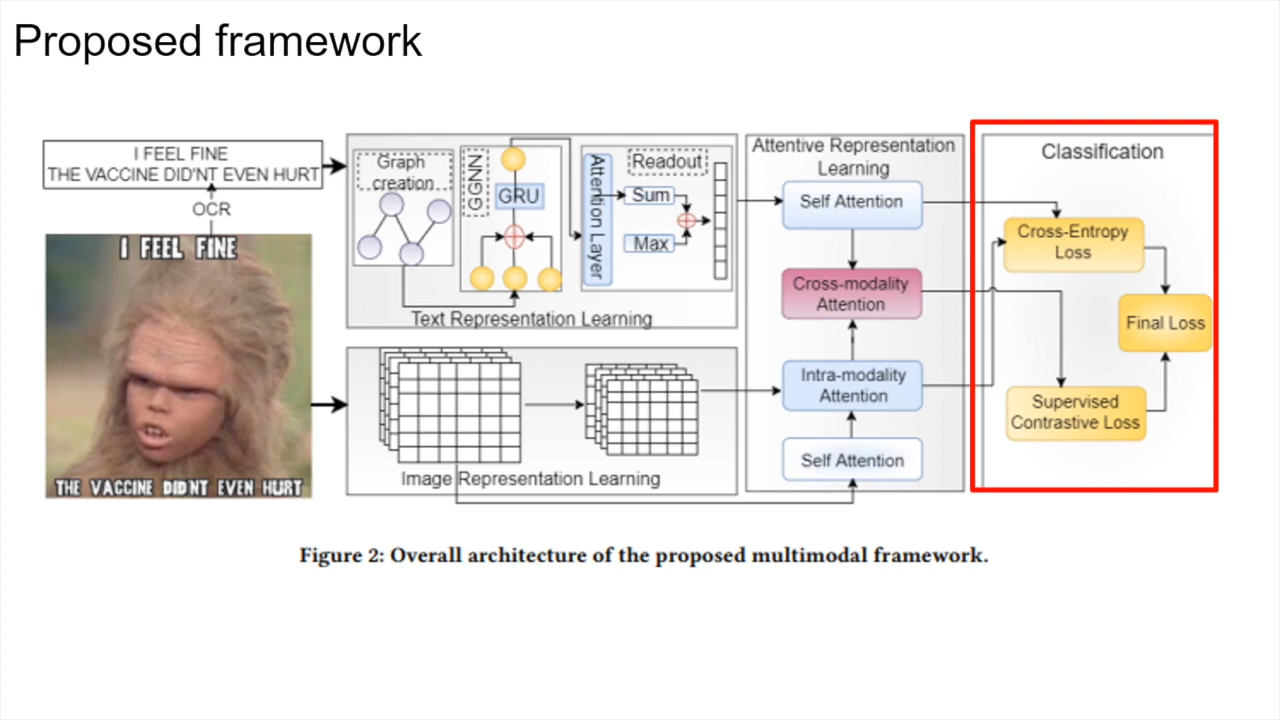 Proposed framework
I FEEL FINE
THE VACCINE DID'NT EVEN HURT
OCR
I FEEL FINE
THE VACCINE DIDNT EVEN HURT
Graph
creation
GGNN
GRU
Attention Layer
Readout
Sum
Max
Text Representation Learning
Image Representation Learning
Attentive Representation
Learning
Self Attention
Cross-modality
Attention
Intra-modality
Attention
Self Attention
Classification
Cross-Entropy
Loss
Final Loss
Supervised
Contrastive Loss
Figure 2: Overall architecture of the proposed multimodal framework.